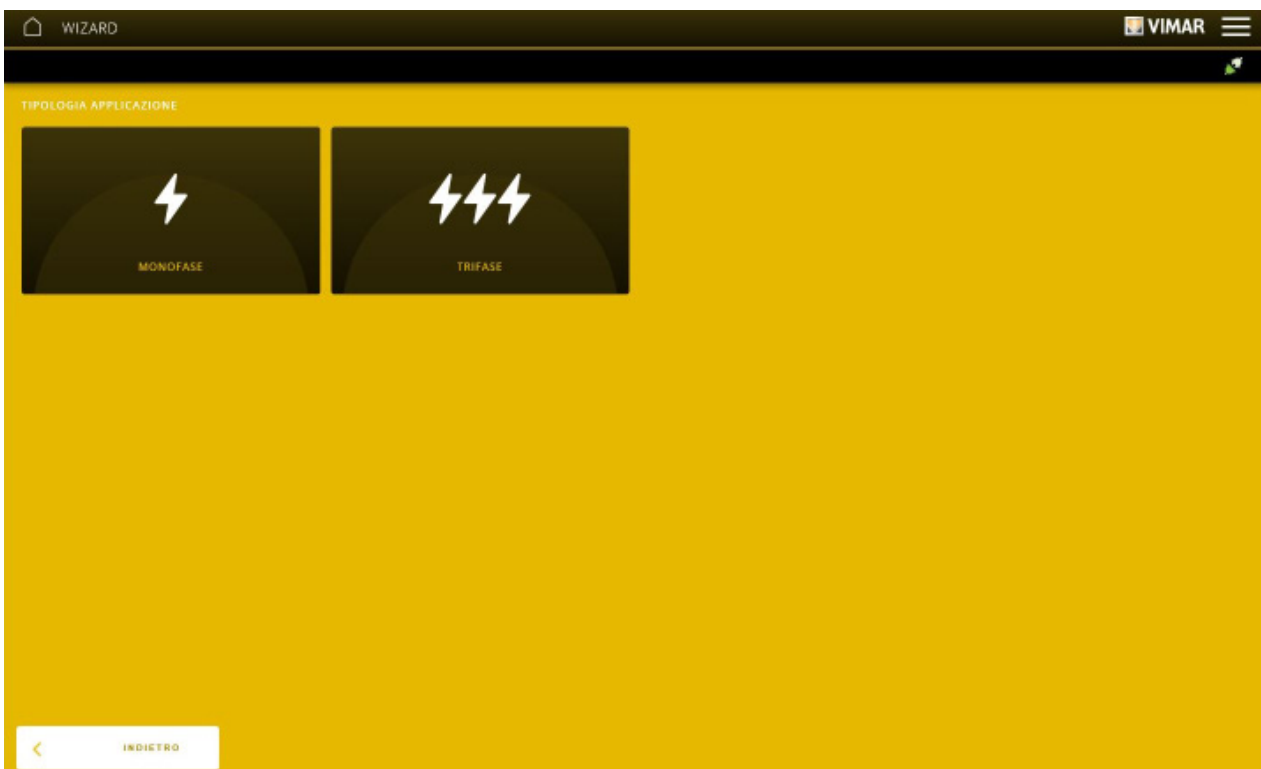 WIZARD
VIMAR
TIPOLOGIA APPLICAZIONE
MONOFASE
TRIFASE
INDIETRO